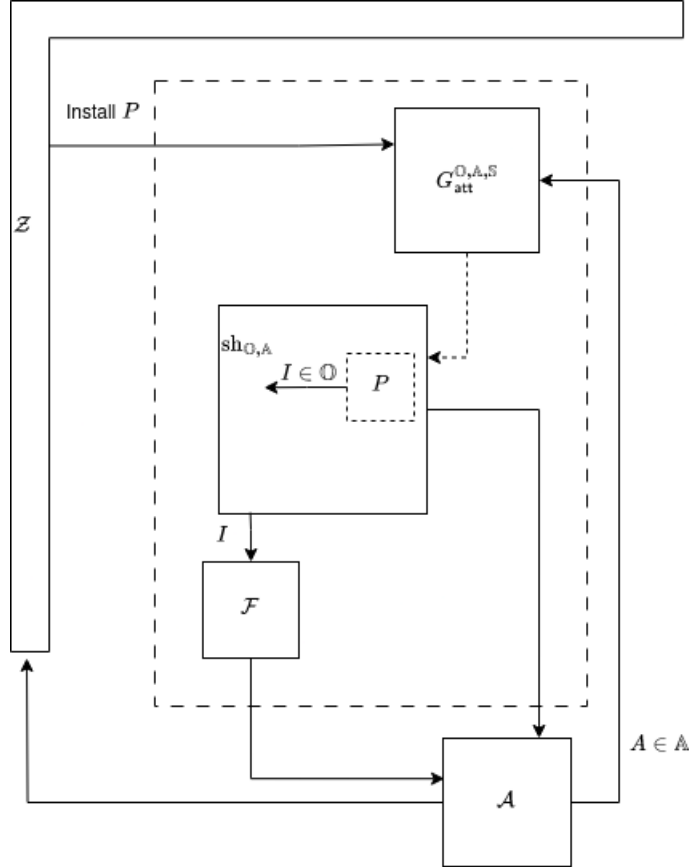 Install P
G_att^{𝕆,𝔸,𝕊}
𝒵
sh_{𝕆,𝔸}
I ∈ 𝕆
P
I
ℱ
A ∈ 𝔸
𝒜